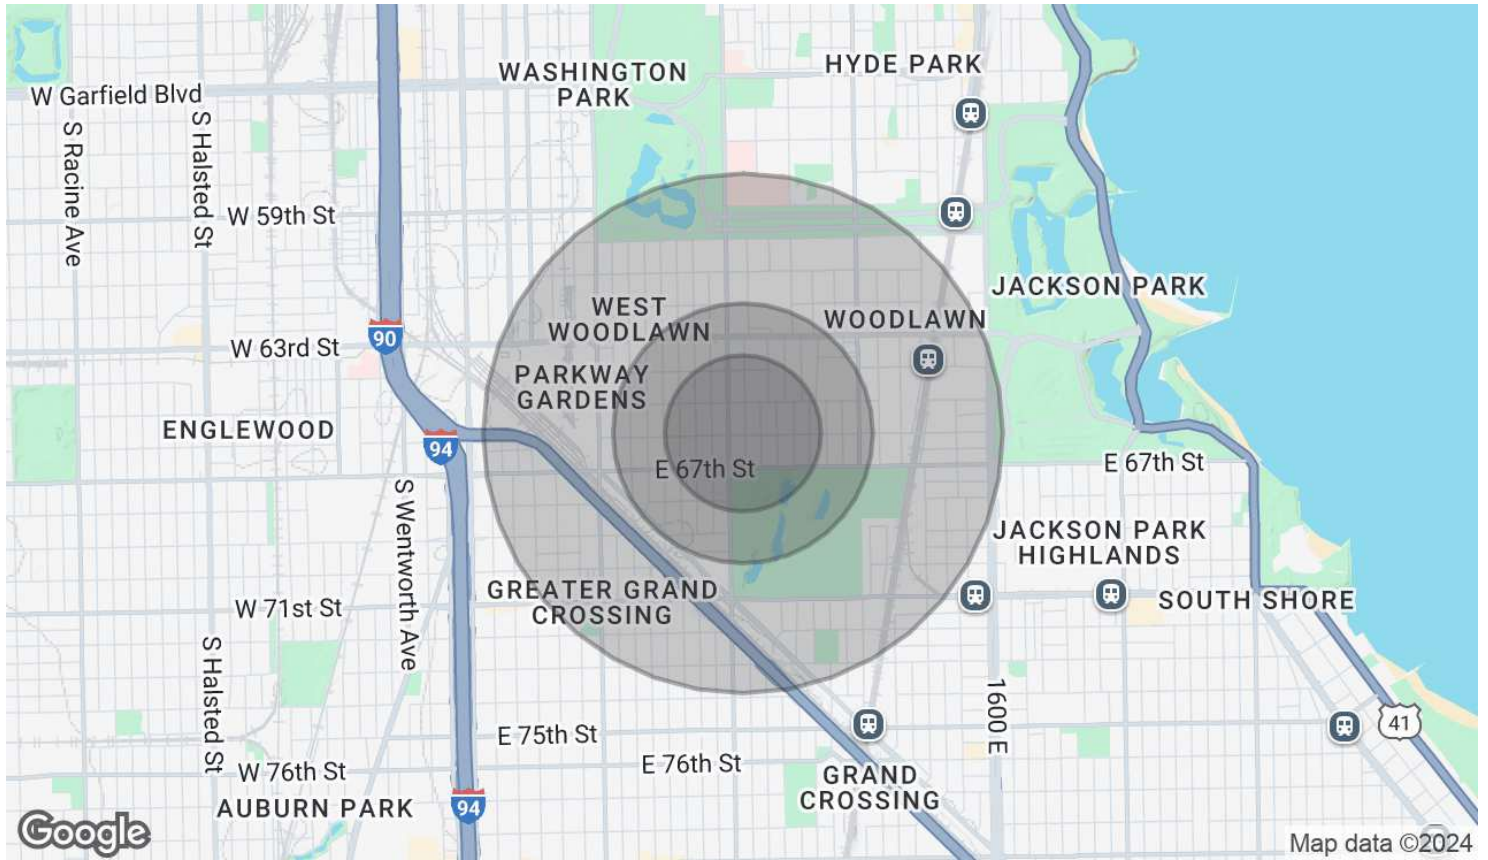 HYDE PARK
WASHINGTON
PARK
W Garfield Blvd
S Racine Ave
S Halsted St
W 59th St
JACKSON PARK
WEST
WOODLAWN
WOODLAWN
90
W 63rd St
PARKWAY
GARDENS
ENGLEWOOD
94
E 67th St
E 67th St
S Wentworth Ave
JACKSON PARK
HIGHLANDS
GREATER GRAND
CROSSING
W 71st St
SOUTH SHORE
S Halsted St
1600 E
41
E 75th St
E 76th St
W 76th St
GRAND
CROSSING
AUBURN PARK
94
Google
Map data ©2024